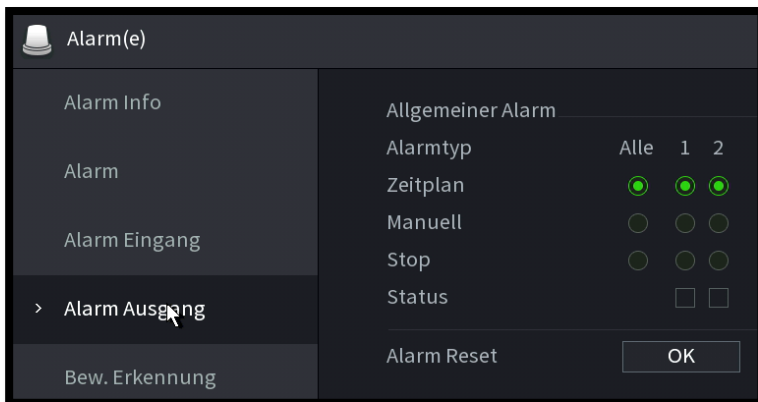 Alarm(e)
Alarm Info
Alarm
Alarm Eingang
> Alarm Ausgang
Bew. Erkennung
Allgemeiner Alarm
Alarmtyp Alle 1 2
Zeitplan
Manuell
Stop
Status
Alarm Reset OK